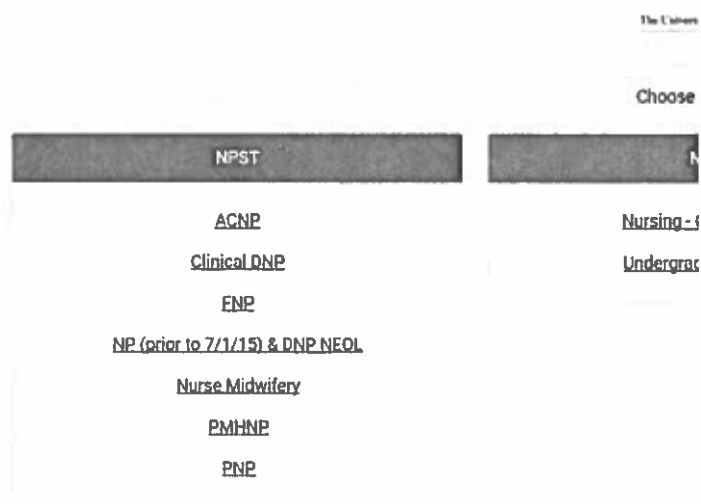 The Univers
Choose
NPST
N
ACNP
Clinical DNP
FNP
NP (prior to 7/1/15) & DNP NEOL
Nurse Midwifery
PMHNP
PNP
Nursing -
Undergrad